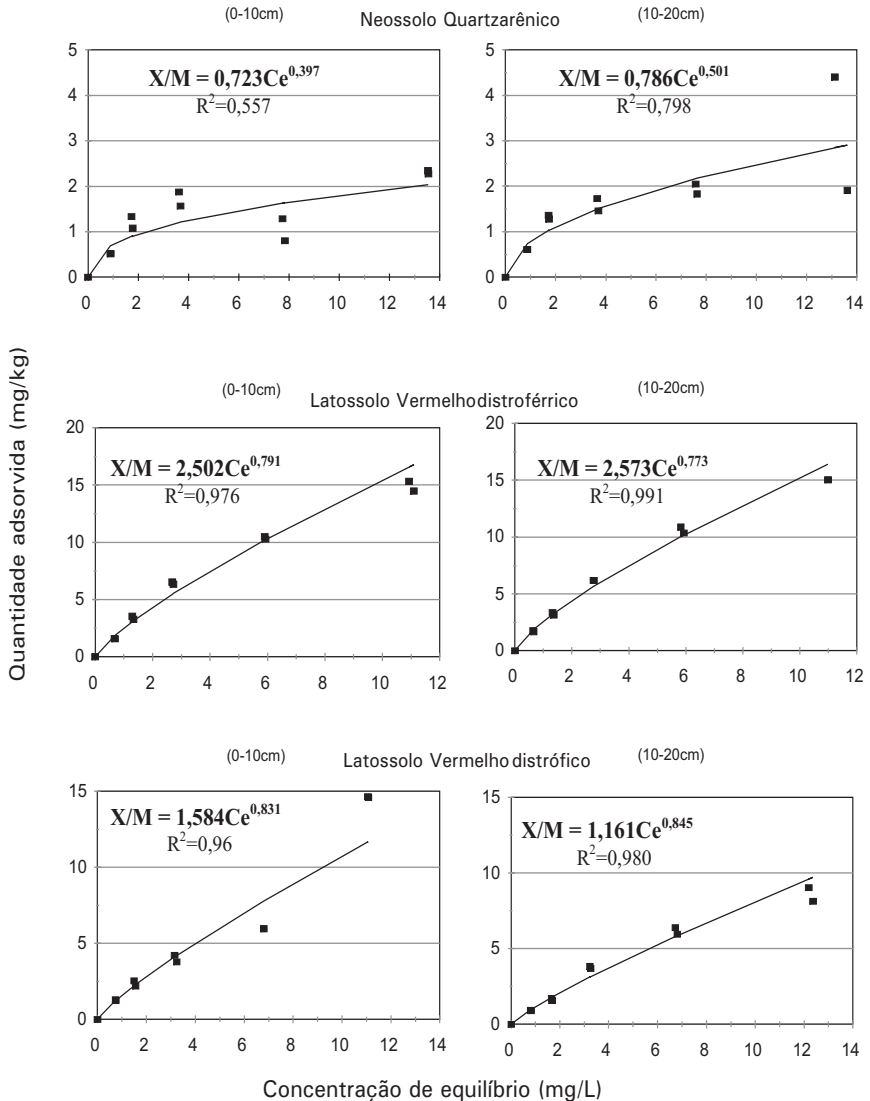 (0-10cm) Neossolo Quartzarênico (10-20cm)
X/M = 0,723Ce^0,397
R²=0,557
5
4
3
2
1
0
0 2 4 6 8 10 12 14
X/M = 0,786Ce^0,501
R²=0,798
5
4
3
2
1
0
0 2 4 6 8 10 12 14
Quantidade adsorvida (mg/kg)
(0-10cm) Latossolo Vermelhodistroférrico (10-20cm)
X/M = 2,502Ce^0,791
R²=0,976
20
15
10
5
0
0 2 4 6 8 10 12
X/M = 2,573Ce^0,773
R²=0,991
20
15
10
5
0
0 2 4 6 8 10 12
(0-10cm) Latossolo Vermelho distrófico (10-20cm)
X/M = 1,584Ce^0,831
R²=0,96
15
10
5
0
0 2 4 6 8 10 12 14
X/M = 1,161Ce^0,845
R²=0,980
15
10
5
0
0 2 4 6 8 10 12 14
Concentração de equilíbrio (mg/L)